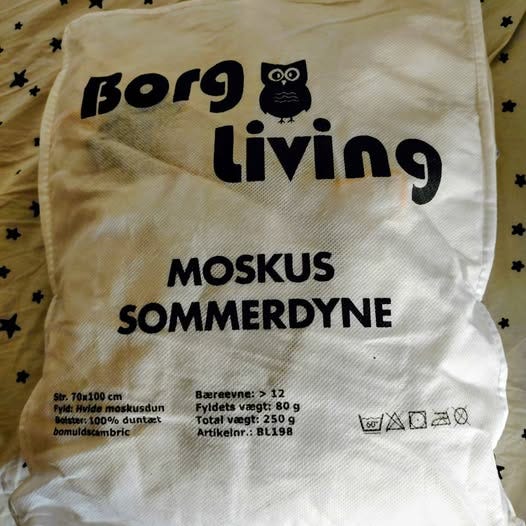 Borg
Living
MOSKUS
SOMMERDYNE
Str. 70x100 cm
Fyld: Hvide moskusdun
Bolster: 100% duntæt
bomuldscambric
Bæreevne: > 12
Fyldets vægt: 80 g
Total vægt: 250 g
Artikelnr.: BL198
60°